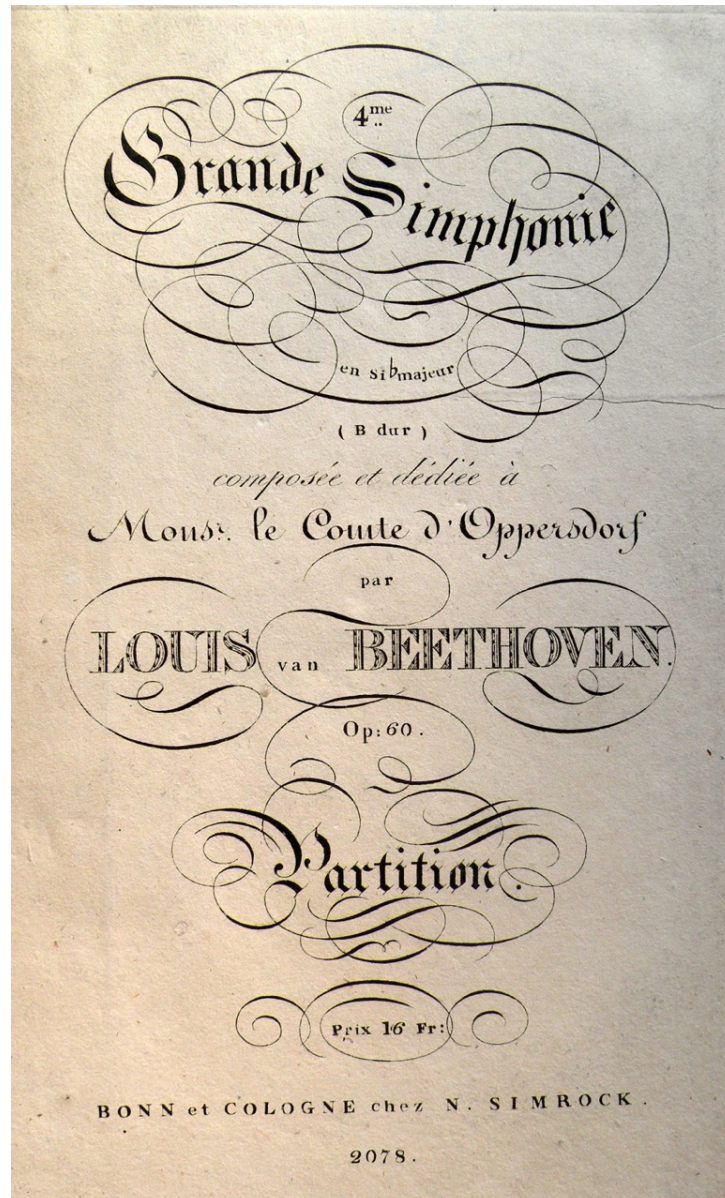 4me
Grande Simphonie
en si♭majeur
( B dur )
composée et dédiée à
Monsr. le Comte d'Oppersdorf
par
LOUIS van BEETHOVEN.
Op: 60.
Partition.
Prix 16 Fr:
BONN et COLOGNE chez N. SIMROCK.
2078.